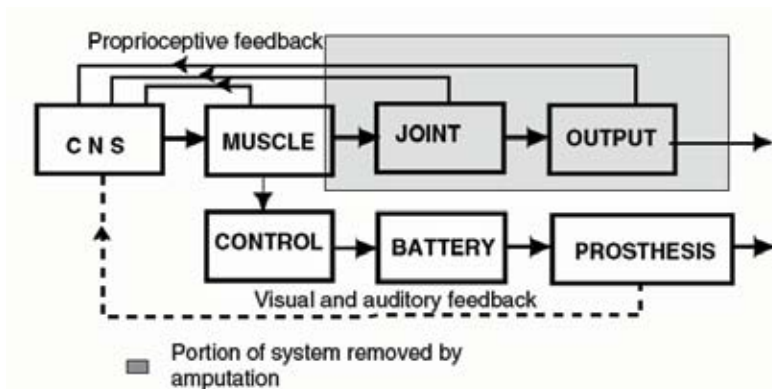 Proprioceptive feedback
C N S
MUSCLE
JOINT
OUTPUT
CONTROL
BATTERY
PROSTHESIS
Visual and auditory feedback
Portion of system removed by
amputation